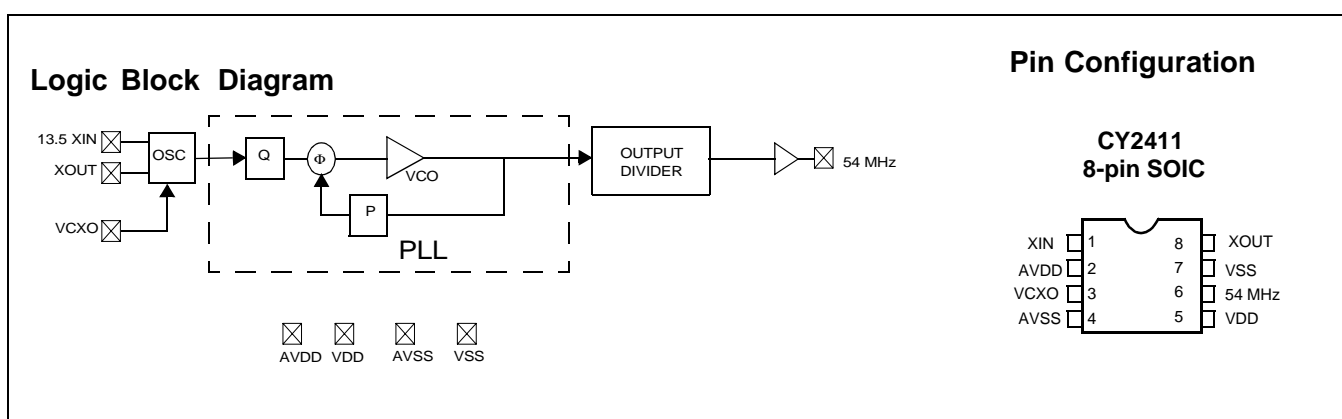 Logic Block Diagram
13.5 XIN
XOUT
VCXO
OSC
Q
Φ
VCO
P
PLL
OUTPUT
DIVIDER
54 MHz
AVDD VDD AVSS VSS
Pin Configuration
CY2411
8-pin SOIC
XIN 1 8 XOUT
AVDD 2 7 VSS
VCXO 3 6 54 MHz
AVSS 4 5 VDD